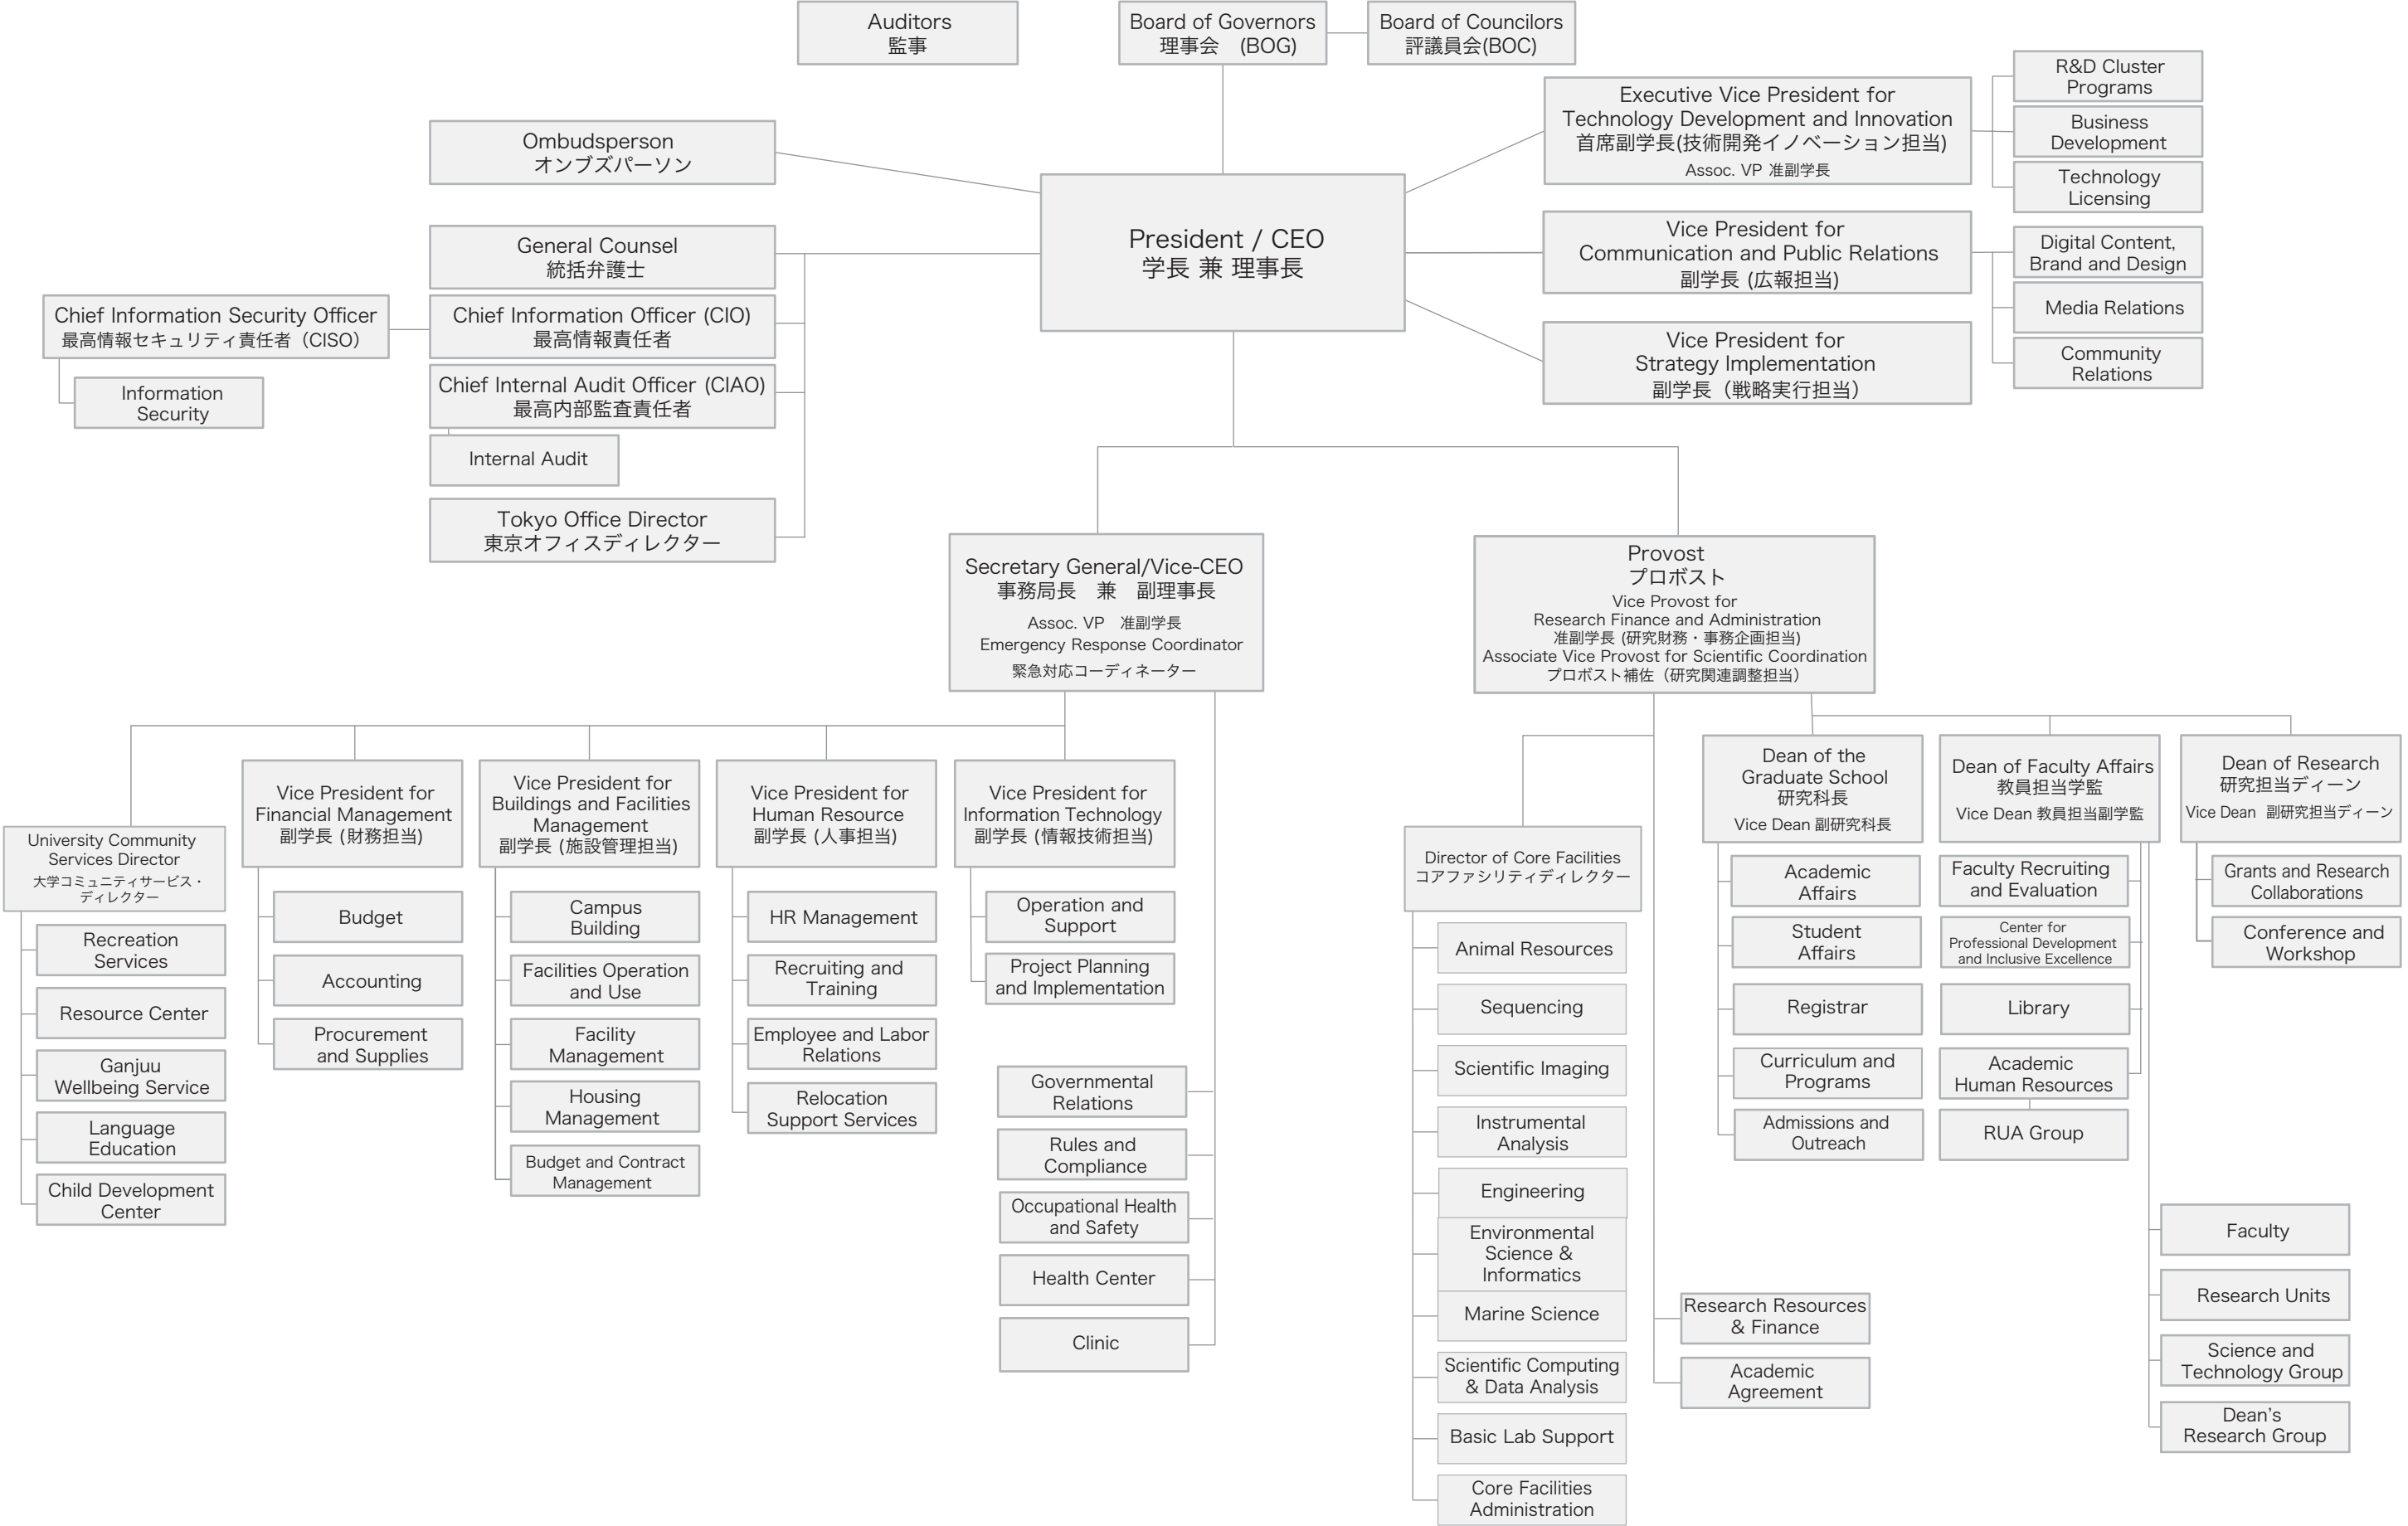 Auditors
監事
Board of Governors
理事会　(BOG)
Board of Councilors
評議員会(BOC)
Ombudsperson
オンブズパーソン
General Counsel
統括弁護士
Chief Information Security Officer
最高情報セキュリティ責任者（CISO）
Information
Security
Chief Information Officer (CIO)
最高情報責任者
Chief Internal Audit Officer (CIAO)
最高内部監査責任者
Internal Audit
Tokyo Office Director
東京オフィスディレクター
President / CEO
学長 兼 理事長
Executive Vice President for
Technology Development and Innovation
首席副学長(技術開発イノベーション担当)
Assoc. VP 准副学長
R&D Cluster
Programs
Business
Development
Technology
Licensing
Vice President for
Communication and Public Relations
副学長 (広報担当)
Digital Content,
Brand and Design
Media Relations
Community
Relations
Vice President for
Strategy Implementation
副学長（戦略実行担当）
Secretary General/Vice-CEO
事務局長　兼　副理事長
Assoc. VP　准副学長
Emergency Response Coordinator
緊急対応コーディネーター
Provost
プロボスト
Vice Provost for
Research Finance and Administration
准副学長 (研究財務・事務企画担当)
Associate Vice Provost for Scientific Coordination
プロボスト補佐（研究関連調整担当）
University Community
Services Director
大学コミュニティサービス・
ディレクター
Recreation
Services
Resource Center
Ganjuu
Wellbeing Service
Language
Education
Child Development
Center
Vice President for
Financial Management
副学長 (財務担当)
Budget
Accounting
Procurement
and Supplies
Vice President for
Buildings and Facilities
Management
副学長 (施設管理担当)
Campus
Building
Facilities Operation
and Use
Facility
Management
Housing
Management
Budget and Contract
Management
Vice President for
Human Resource
副学長 (人事担当)
HR Management
Recruiting and
Training
Employee and Labor
Relations
Relocation
Support Services
Vice President for
Information Technology
副学長 (情報技術担当)
Operation and
Support
Project Planning
and Implementation
Governmental
Relations
Rules and
Compliance
Occupational Health
and Safety
Health Center
Clinic
Director of Core Facilities
コアファシリティディレクター
Animal Resources
Sequencing
Scientific Imaging
Instrumental
Analysis
Engineering
Environmental
Science &
Informatics
Marine Science
Scientific Computing
& Data Analysis
Basic Lab Support
Core Facilities
Administration
Research Resources
& Finance
Academic
Agreement
Dean of the
Graduate School
研究科長
Vice Dean 副研究科長
Academic
Affairs
Student
Affairs
Registrar
Curriculum and
Programs
Admissions and
Outreach
Dean of Faculty Affairs
教員担当学監
Vice Dean 教員担当副学監
Faculty Recruiting
and Evaluation
Center for
Professional Development
and Inclusive Excellence
Library
Academic
Human Resources
RUA Group
Faculty
Research Units
Science and
Technology Group
Dean's
Research Group
Dean of Research
研究担当ディーン
Vice Dean 副研究担当ディーン
Grants and Research
Collaborations
Conference and
Workshop